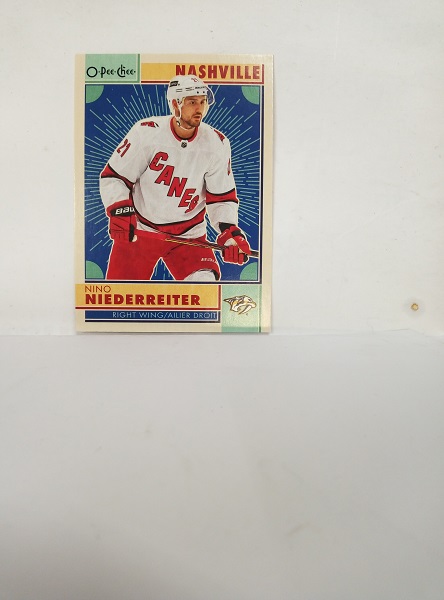 O-Pee-Chee
NASHVILLE
21
CANES
BAUER
NINO
NIEDERREITER
RIGHT WING/AILIER DROIT